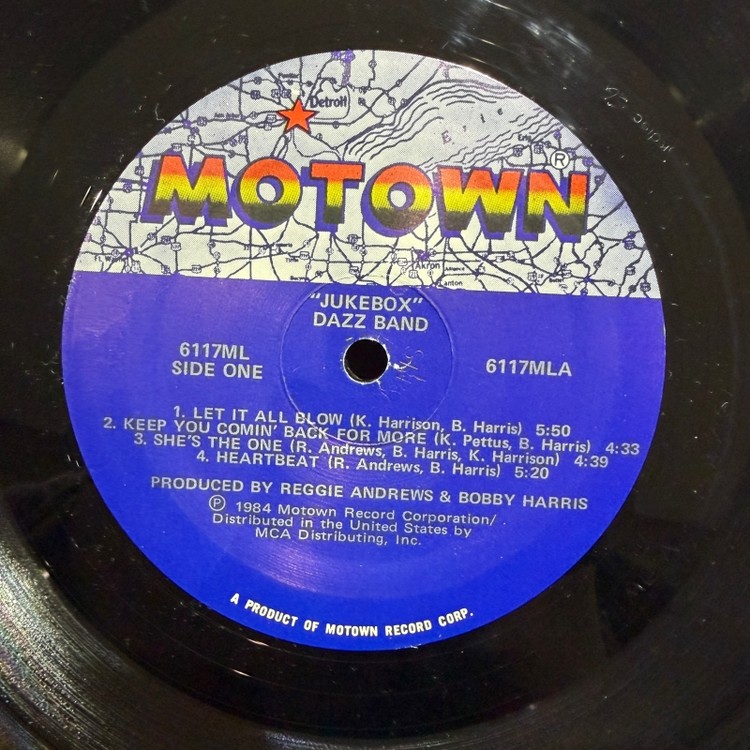 Detroit
Erie
MOTOWN®
Akron
"JUKEBOX"
DAZZ BAND
6117ML
SIDE ONE
6117MLA
1. LET IT ALL BLOW (K. Harrison, B. Harris) 5:50
2. KEEP YOU COMIN' BACK FOR MORE (K. Pettus, B. Harris) 4:33
3. SHE'S THE ONE (R. Andrews, B. Harris, K. Harrison) 4:39
4. HEARTBEAT (R. Andrews, B. Harris) 5:20
PRODUCED BY REGGIE ANDREWS & BOBBY HARRIS
℗ 1984 Motown Record Corporation/
Distributed in the United States by
MCA Distributing, Inc.
A PRODUCT OF MOTOWN RECORD CORP.